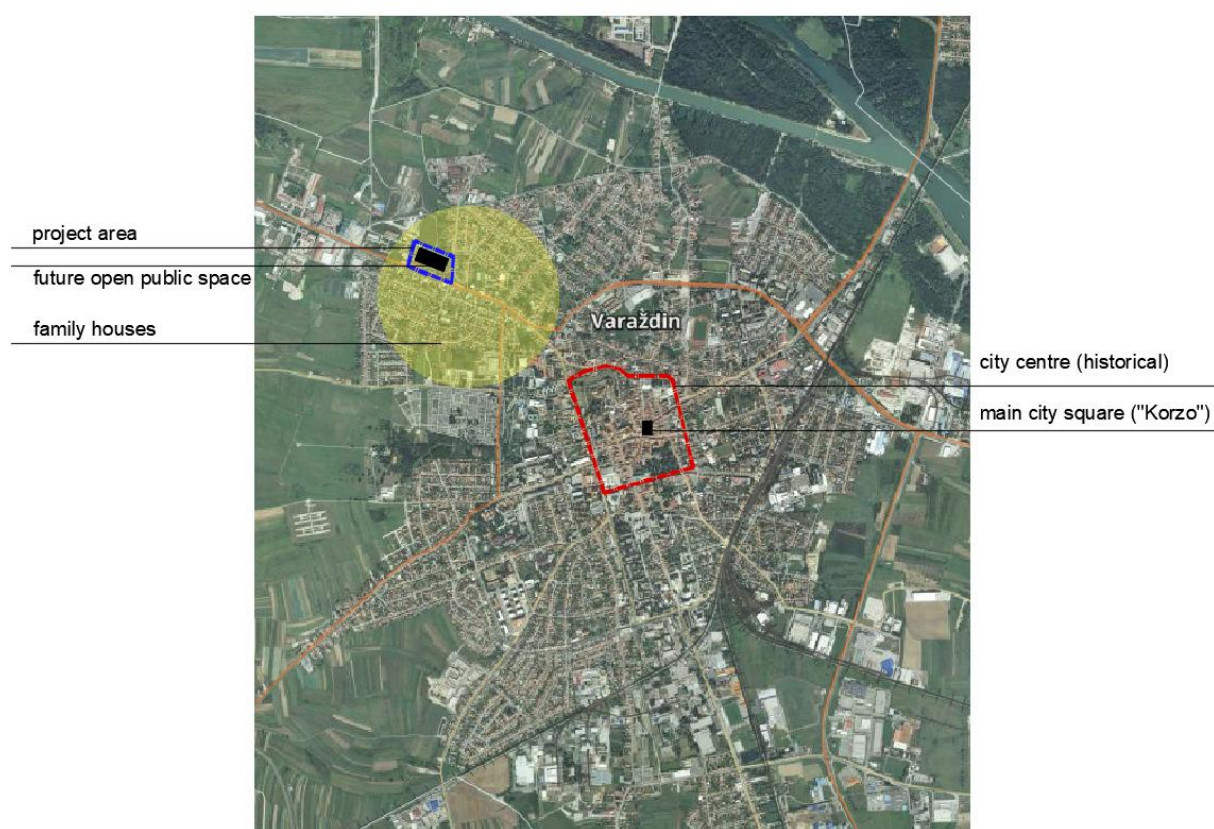 project area
future open public space
family houses
Varaždin
city centre (historical)
main city square ("Korzo")